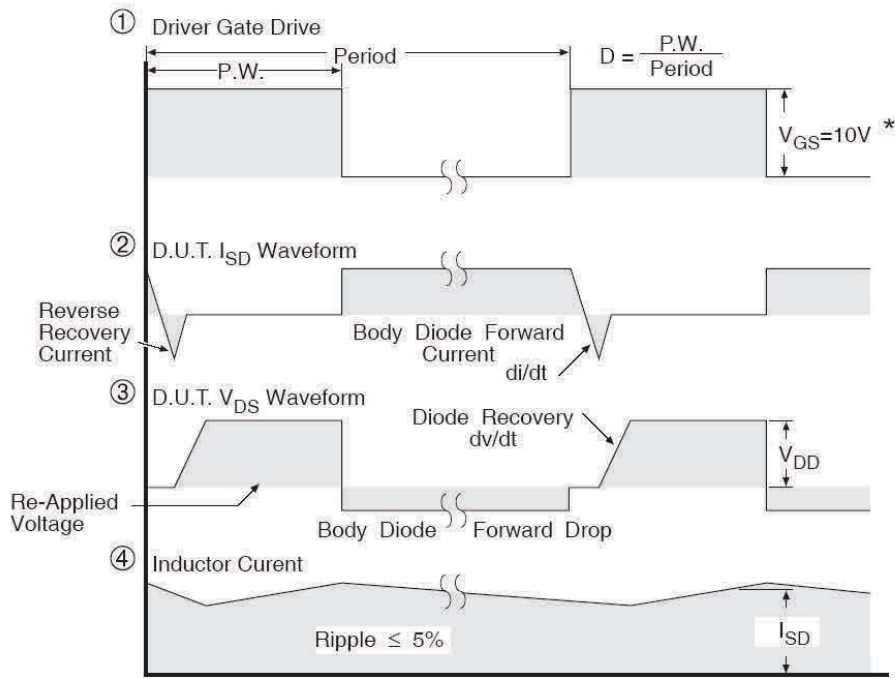 ① Driver Gate Drive
Period
P.W.
D = P.W.
Period
V_GS=10V *
② D.U.T. I_SD Waveform
Reverse
Recovery
Current
Body Diode Forward
Current
di/dt
③ D.U.T. V_DS Waveform
Diode Recovery
dv/dt
V_DD
Re-Applied
Voltage
Body Diode Forward Drop
④ Inductor Curent
Ripple ≤ 5%
I_SD